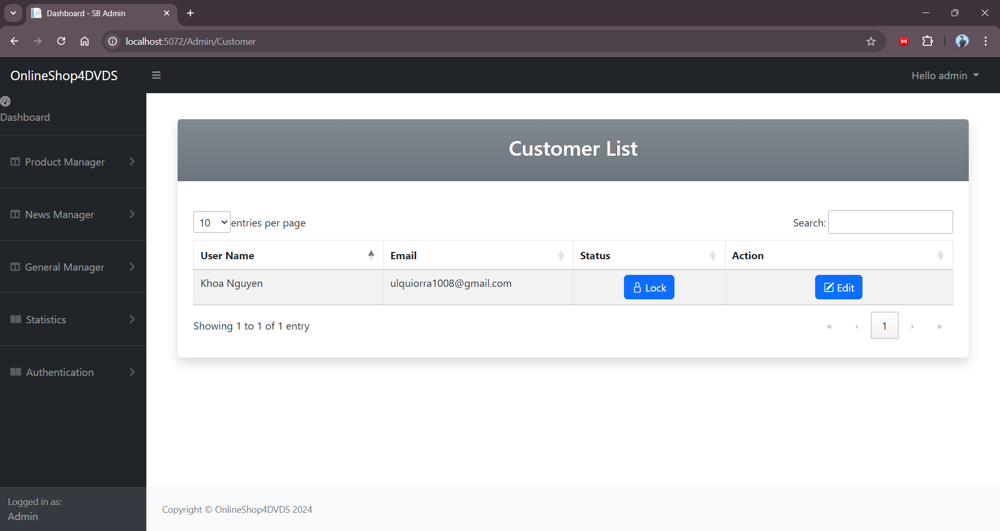 Dashboard - SB Admin
localhost:5072/Admin/Customer
OnlineShop4DVDS
Hello admin
Dashboard
Product Manager
News Manager
General Manager
Statistics
Authentication
Logged in as:
Admin
Customer List
10 entries per page
Search:
User Name Email Status Action
Khoa Nguyen ulquiorra1008@gmail.com Lock Edit
Showing 1 to 1 of 1 entry
« ‹ 1 › »
Copyright © OnlineShop4DVDS 2024